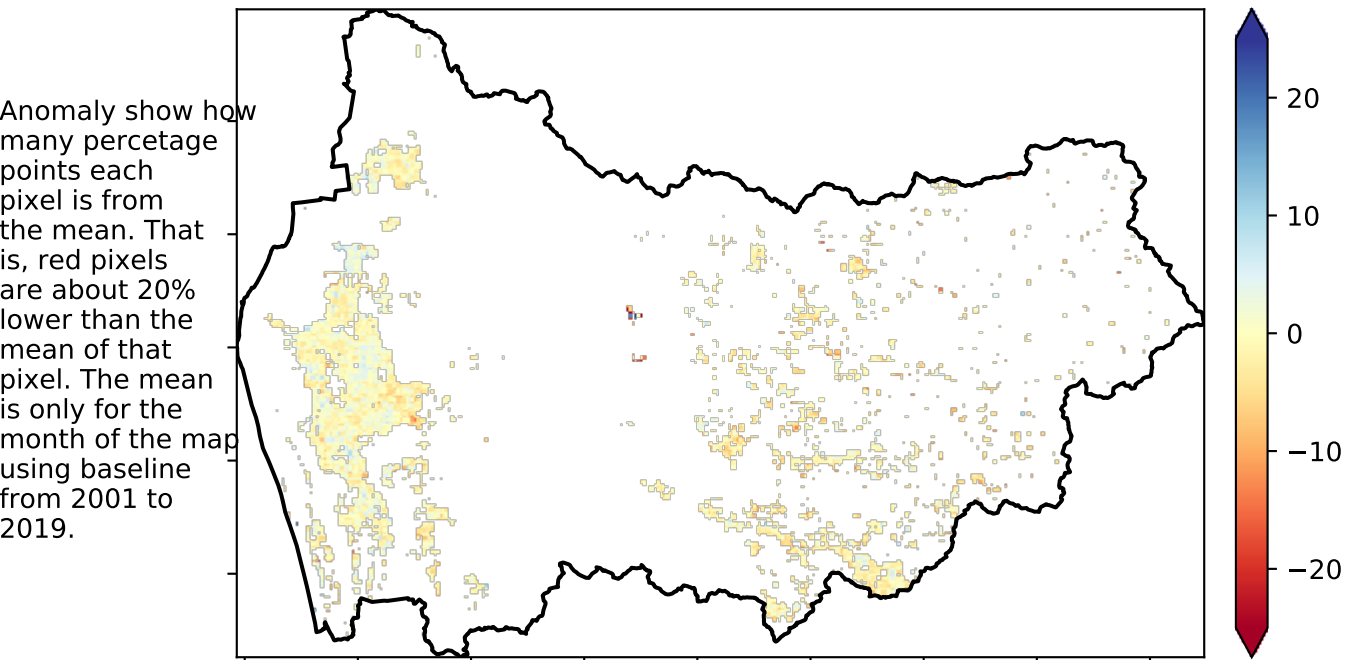 Anomaly show how
many percetage
points each
pixel is from
the mean. That
is, red pixels
are about 20%
lower than the
mean of that
pixel. The mean
is only for the
month of the map
using baseline
from 2001 to
2019.
20
10
0
−10
−20